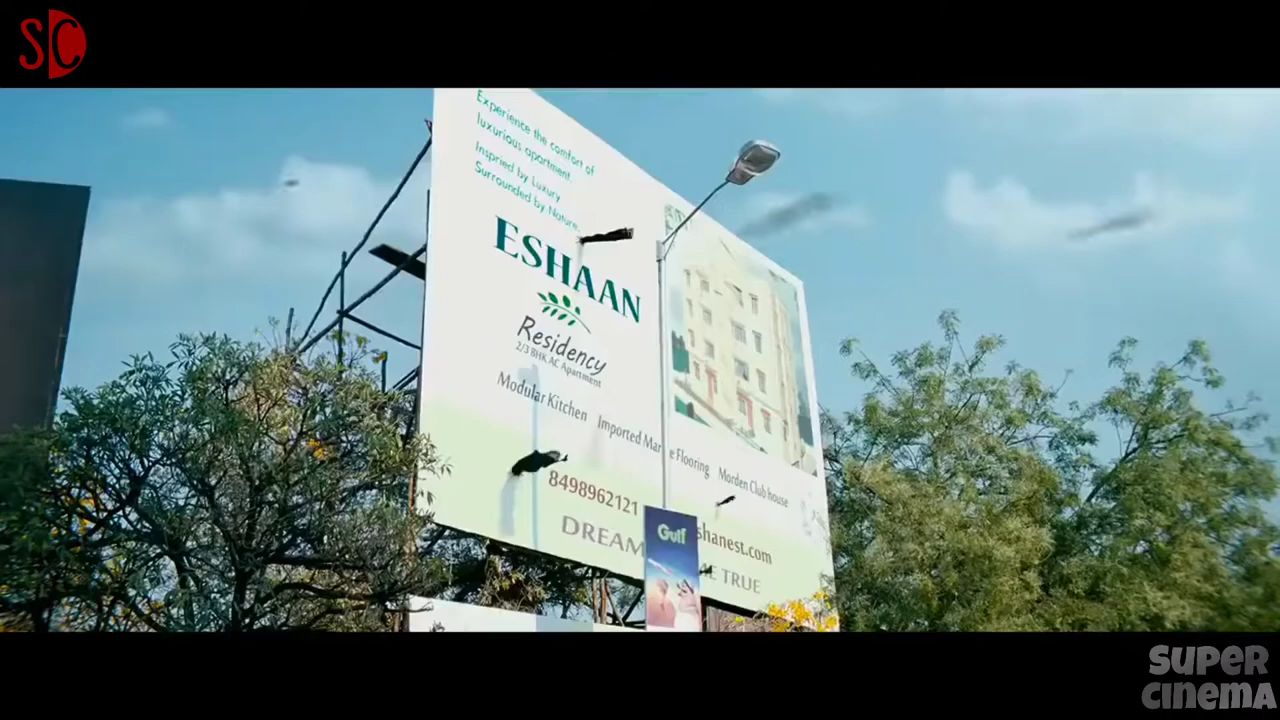 SC
Experience the comfort of
luxurious apartment
Inspried by Luxury
Surrounded by Nature
ESHAAN
Residency
2/3 BHK AC Apartment
Modular Kitchen Imported Mar e Flooring Morden Club house
8498962121
shanest.com
DREAM
E TRUE
Gulf
SUPER
CINEMA